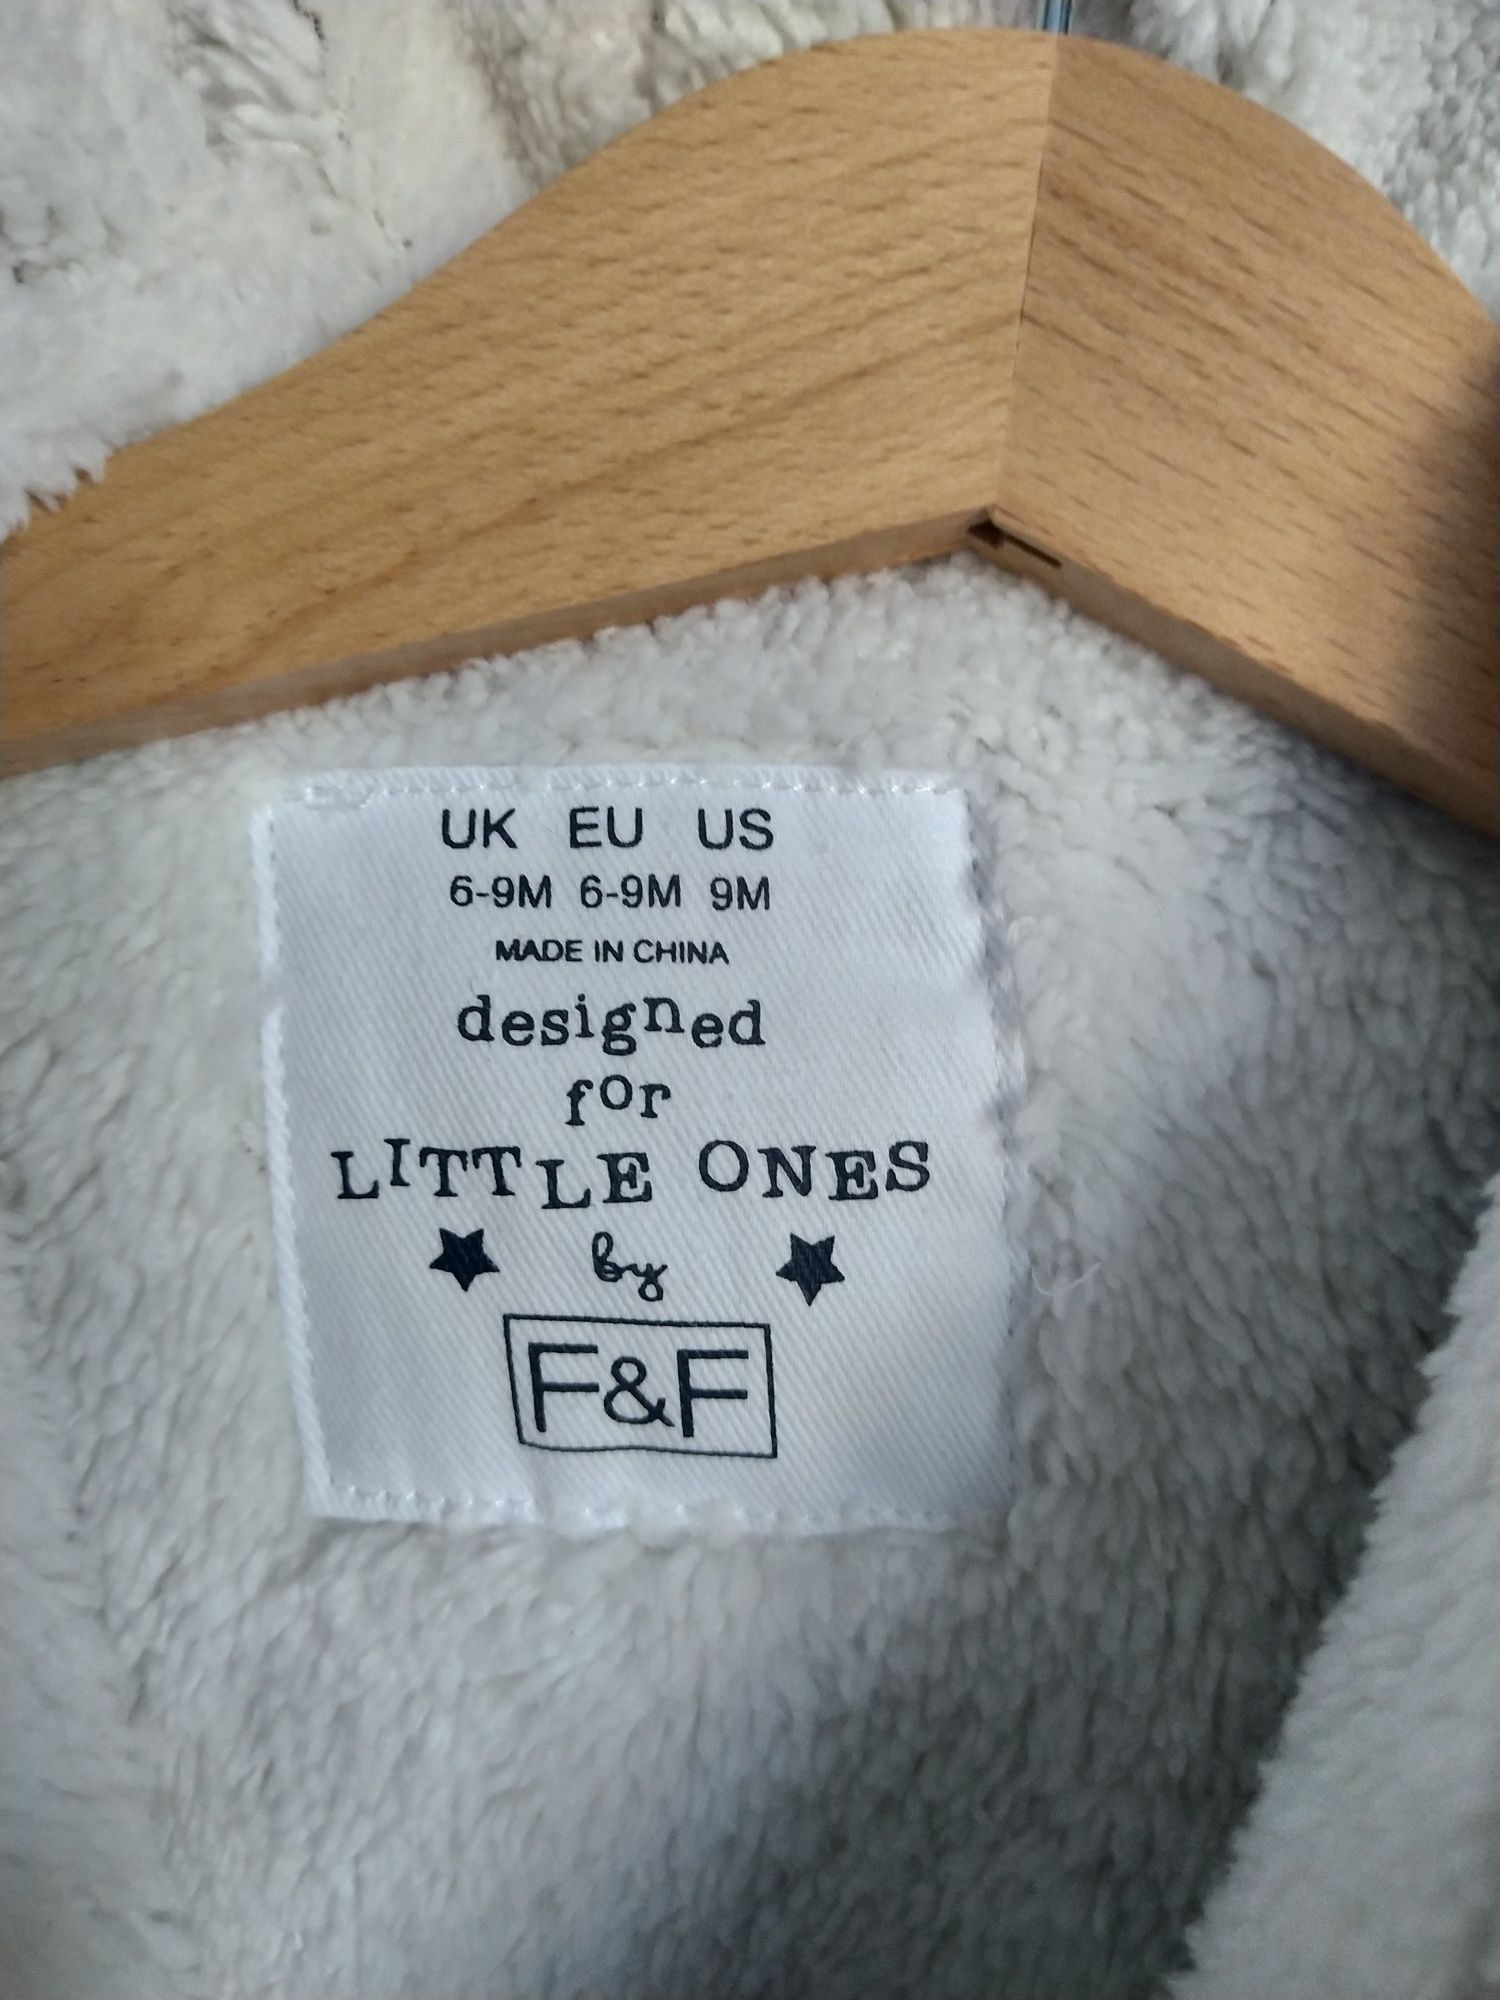 UK EU US
6-9M 6-9M 9M
MADE IN CHINA
designed
for
LITTLE ONES
by
F&F